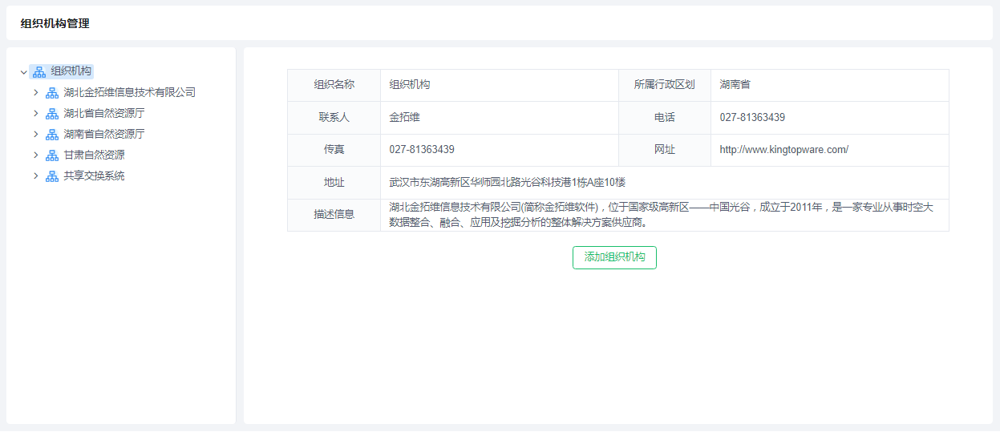 组织机构管理
组织机构
湖北金拓维信息技术有限公司
湖北省自然资源厅
湖南省自然资源厅
甘肃自然资源
共享交换系统
组织名称 组织机构 所属行政区划 湖南省
联系人 金拓维 电话 027-81363439
传真 027-81363439 网址 http://www.kingtopware.com/
地址 武汉市东湖高新区华师园北路光谷科技港1栋A座10楼
描述信息 湖北金拓维信息技术有限公司(简称金拓维软件)，位于国家级高新区——中国光谷，成立于2011年，是一家专业从事时空大
数据整合、融合、应用及挖掘分析的整体解决方案供应商。
添加组织机构